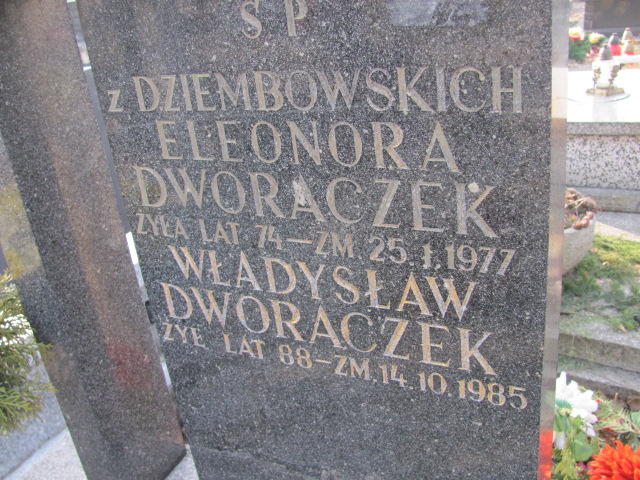 Ś P
z DZIEMBOWSKICH
ELEONORA
DWORACZEK
ŻYŁA LAT 74–ZM. 25.1.1977
WŁADYSŁAW
DWORACZEK
ŻYŁ LAT 88–ZM. 14.10.1985